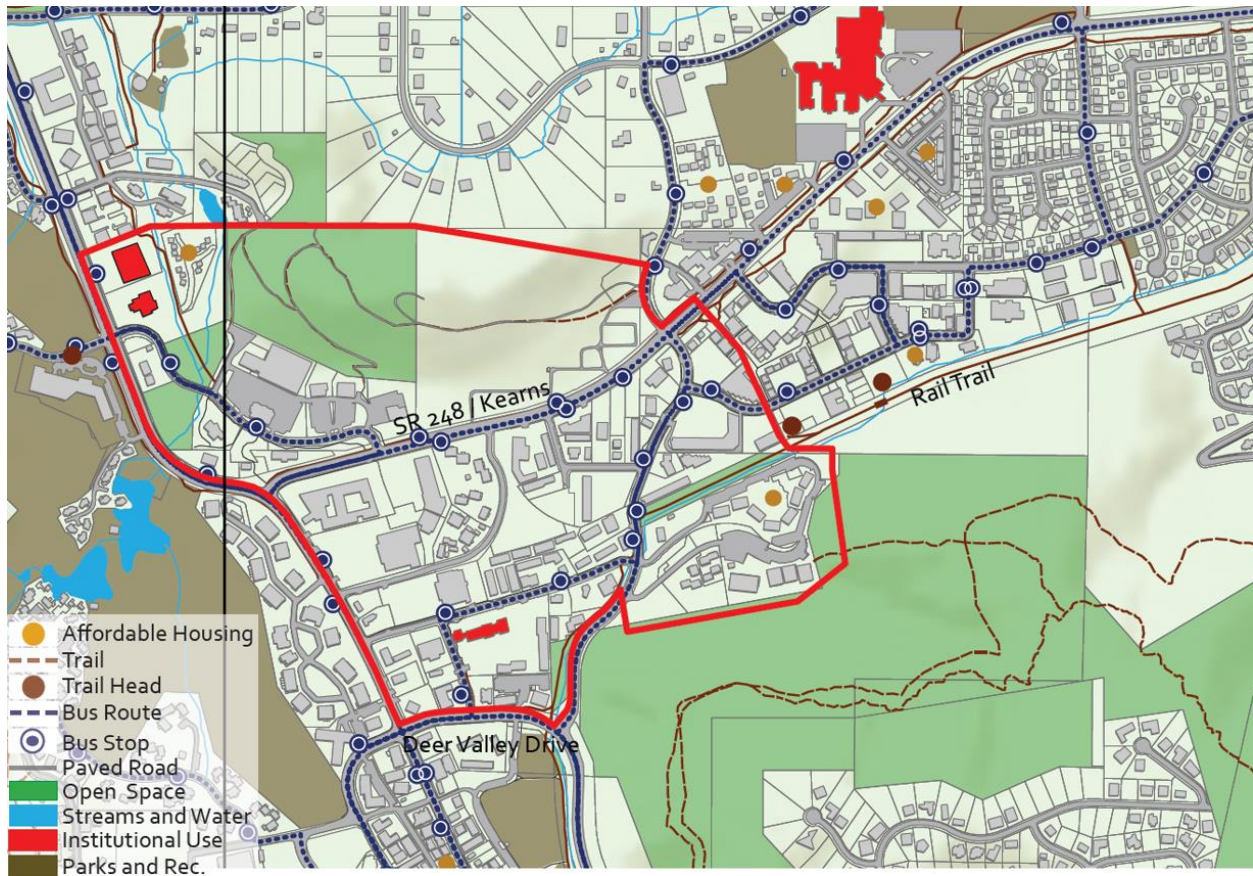 SR 248 / Kearns
Rail Trail
Deer Valley Drive
Affordable Housing
Trail
Trail Head
Bus Route
Bus Stop
Paved Road
Open Space
Streams and Water
Institutional Use
Parks and Rec.